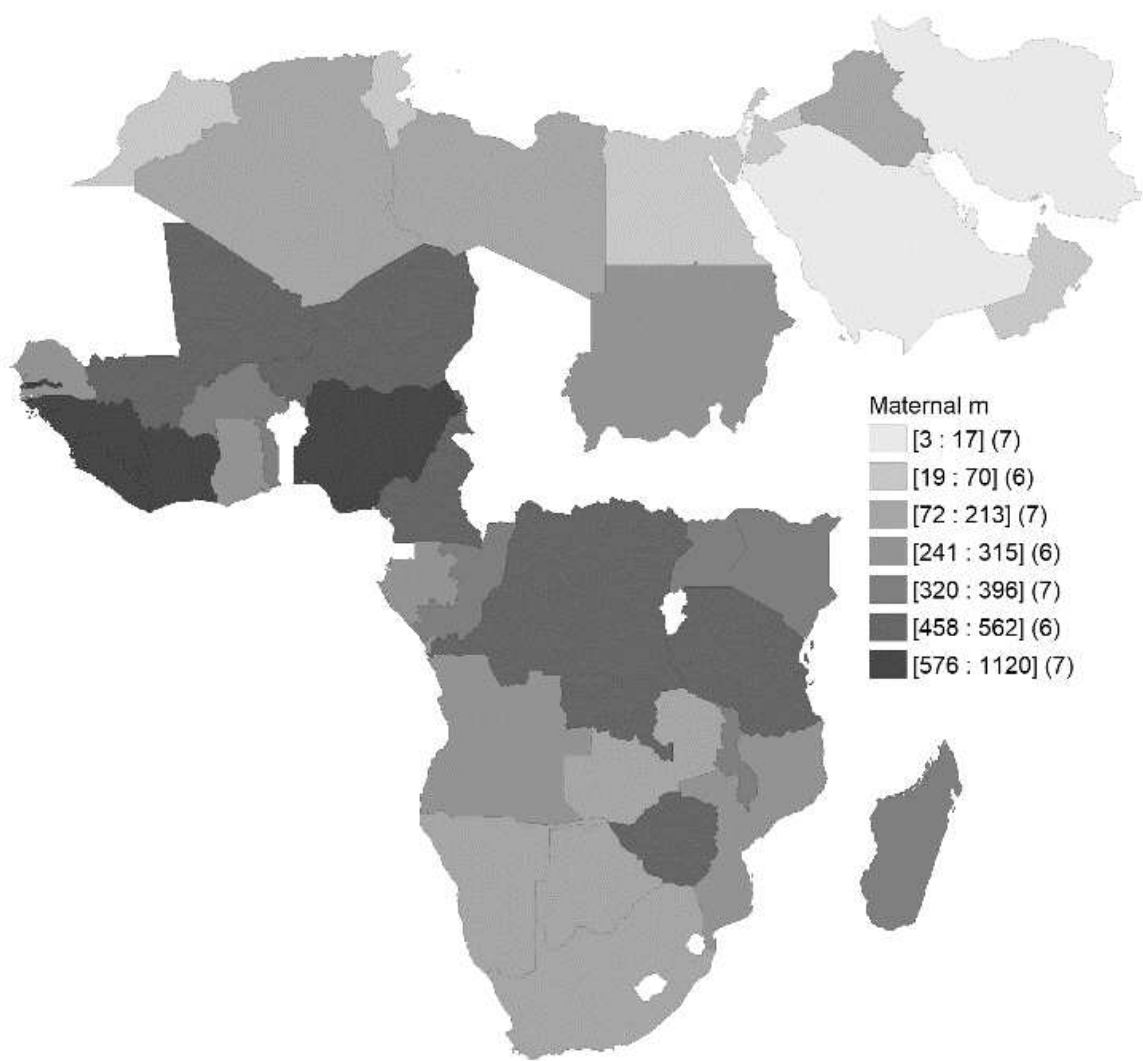 Maternal m
[3 : 17] (7)
[19 : 70] (6)
[72 : 213] (7)
[241 : 315] (6)
[320 : 396] (7)
[458 : 562] (6)
[576 : 1120] (7)